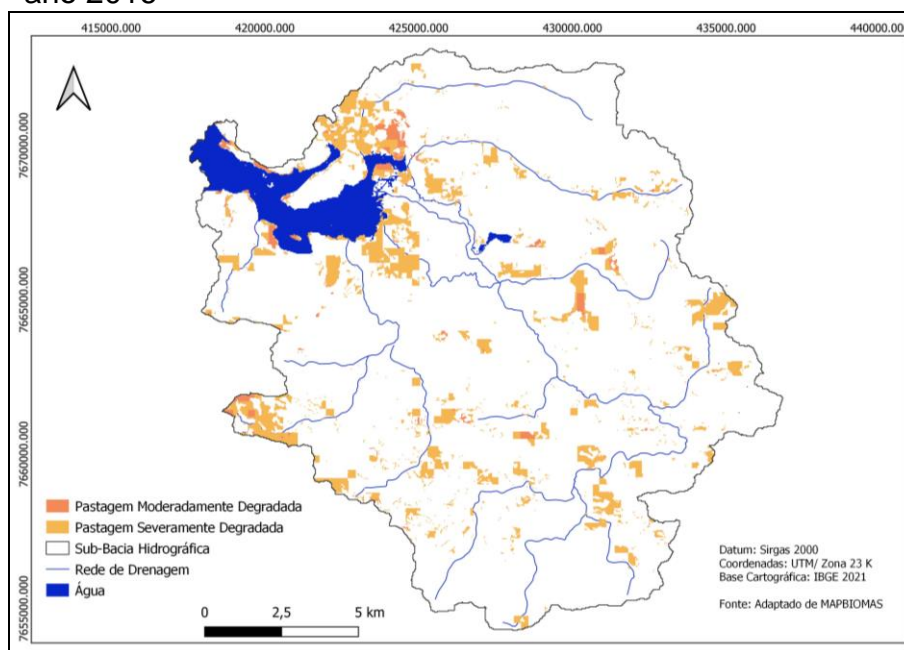 415000.000 420000.000 425000.000 430000.000 435000.000 440000.000
7670000.000
7665000.000
7660000.000
7655000.000
Pastagem Moderadamente Degradada
Pastagem Severamente Degradada
Sub-Bacia Hidrográfica
Rede de Drenagem
Água
0 2,5 5 km
Datum: Sirgas 2000
Coordenadas: UTM/ Zona 23 K
Base Cartográfica: IBGE 2021
Fonte: Adaptado de MAPBIOMAS